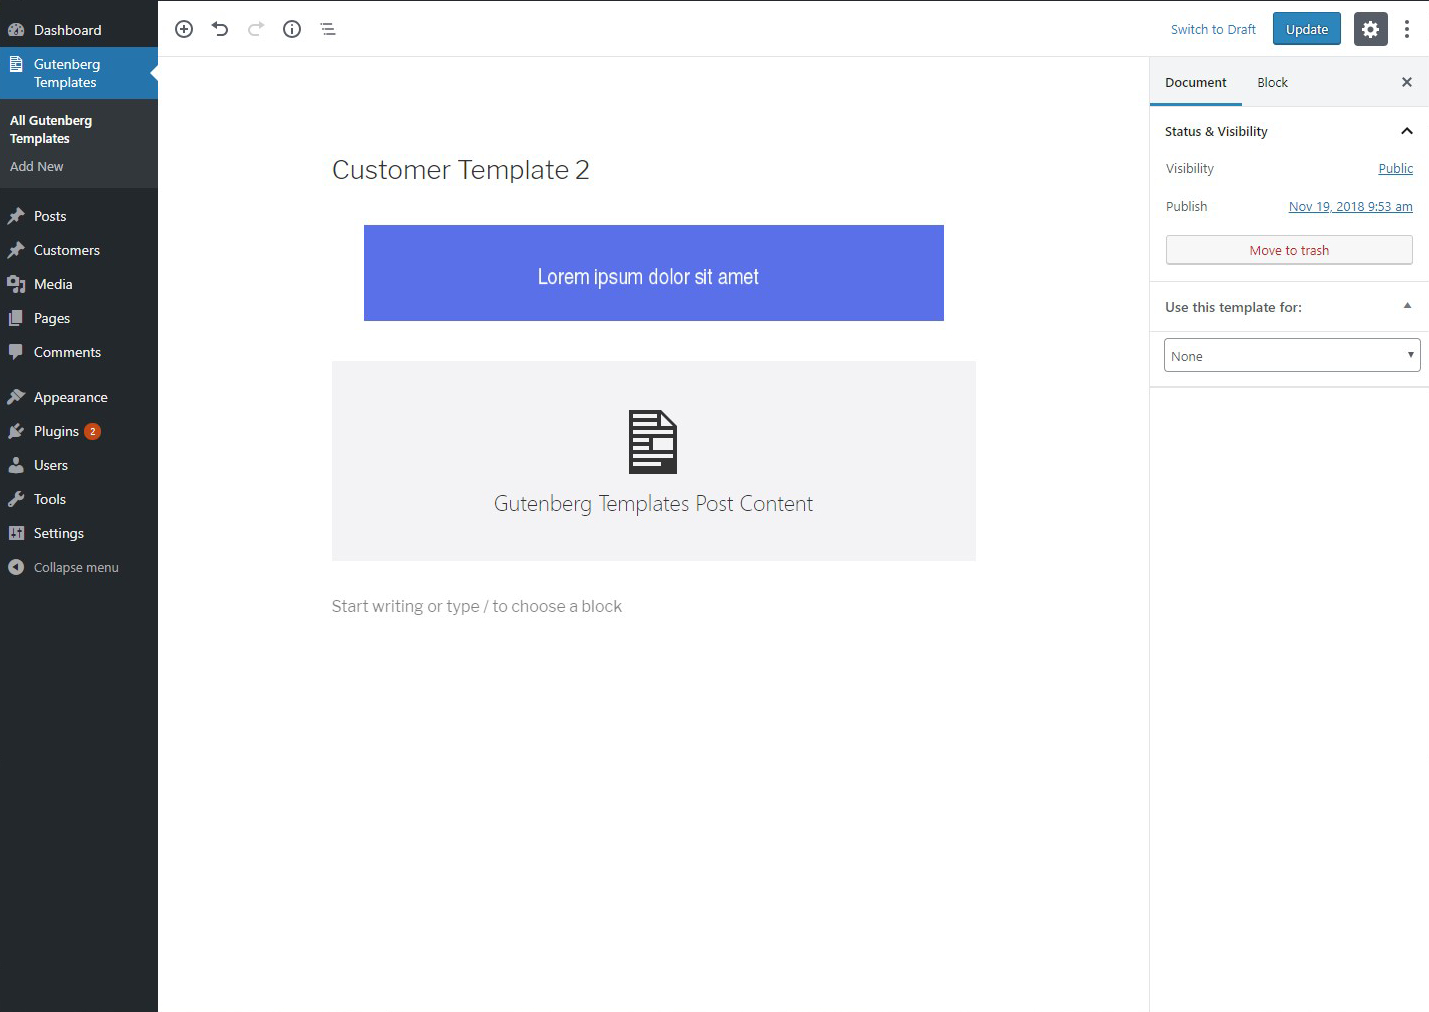 Dashboard
Gutenberg
Templates
All Gutenberg
Templates
Add New
Posts
Customers
Media
Pages
Comments
Appearance
Plugins 2
Users
Tools
Settings
Collapse menu
Switch to Draft
Update
Customer Template 2
Lorem ipsum dolor sit amet
Gutenberg Templates Post Content
Start writing or type / to choose a block
Document Block
Status & Visibility
Visibility Public
Publish Nov 19, 2018 9:53 am
Move to trash
Use this template for:
None